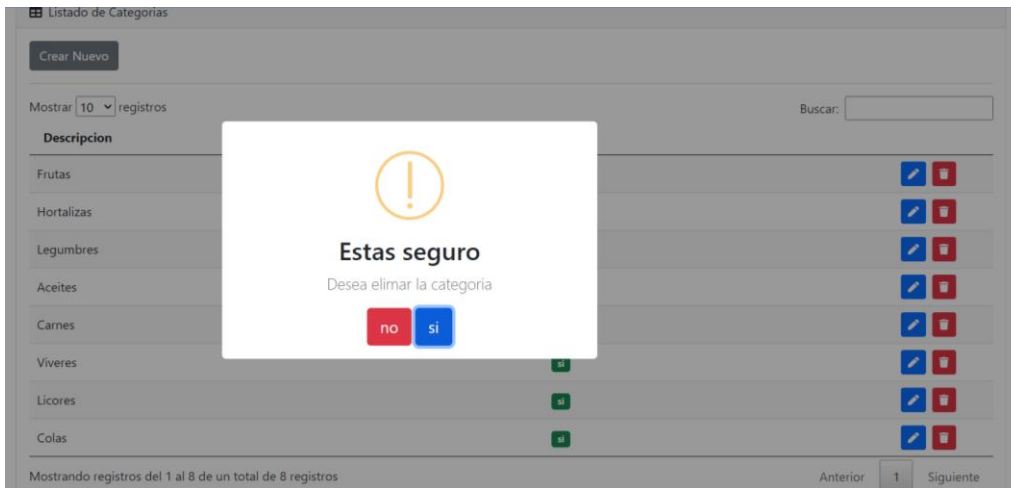 Listado de Categorias
Crear Nuevo
Mostrar 10 registros
Buscar:
Descripcion
Frutas
Hortalizas
Legumbres
Aceites
Carnes
Estas seguro
Desea elimar la categoria
no si
Viveres si
Licores si
Colas si
Mostrando registros del 1 al 8 de un total de 8 registros
Anterior 1 Siguiente